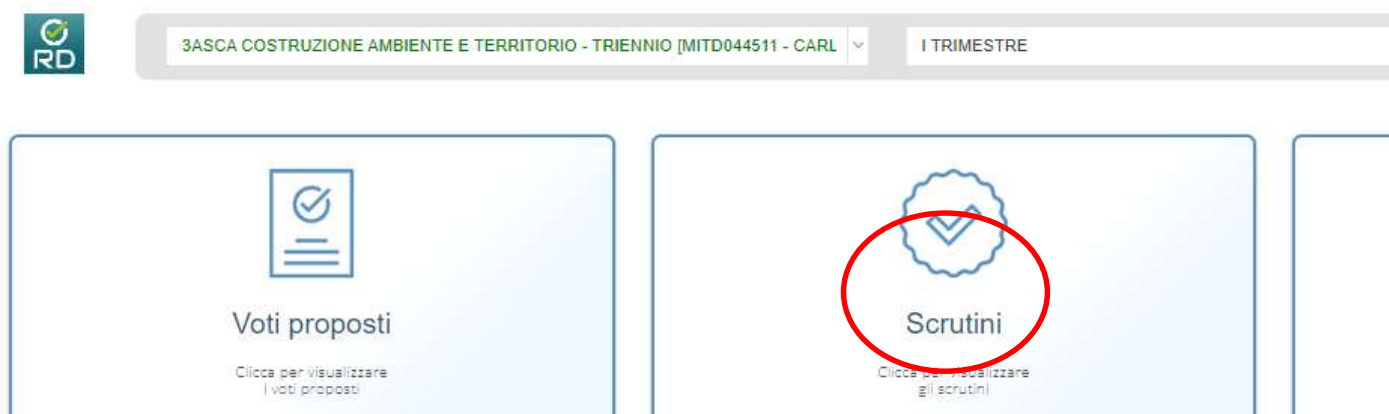 RD
3ASCA COSTRUZIONE AMBIENTE E TERRITORIO - TRIENNIO [MITD044511 - CARL
I TRIMESTRE
Voti proposti
Clicca per visualizzare
i voti proposti
Scrutini
Clicca per visualizzare
gli scrutini